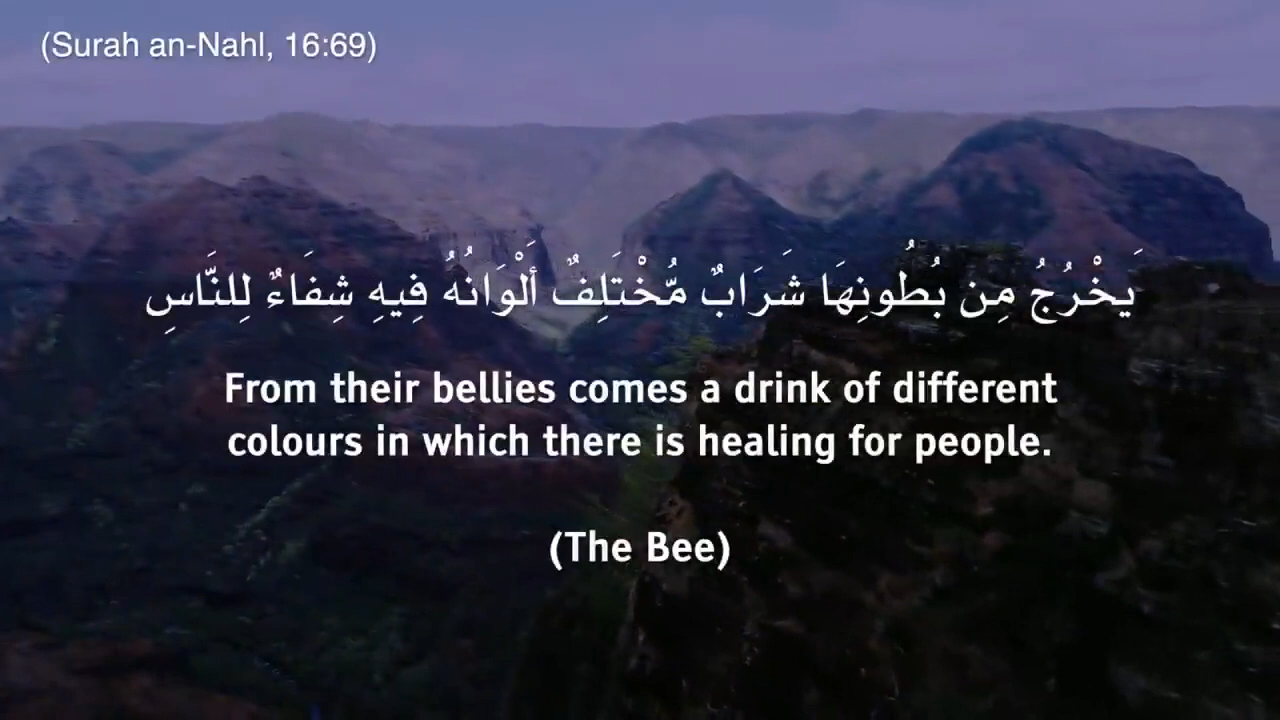 (Surah an-Nahl, 16:69)
يَخْرُجُ مِن بُطُونِهَا شَرَابٌ مُّخْتَلِفٌ أَلْوَانُهُ فِيهِ شِفَاءٌ لِلنَّاسِ
From their bellies comes a drink of different
colours in which there is healing for people.
(The Bee)